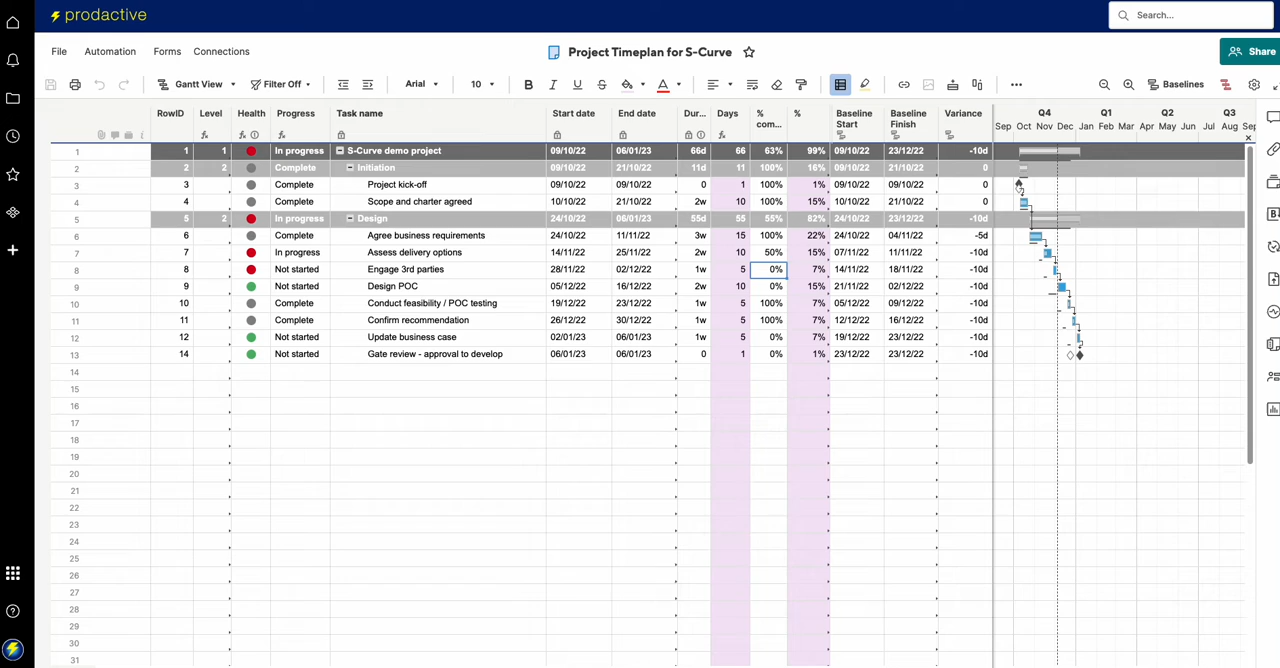 prodactive
Search...
File Automation Forms Connections
Project Timeplan for S-Curve
Share
Gantt View Filter Off Arial 10 B I U S A Baselines
RowID Level Health Progress Task name Start date End date Dur... Days % com... % Baseline Start Baseline Finish Variance
Q4 Q1 Q2 Q3
Sep Oct Nov Dec Jan Feb Mar Apr May Jun Jul Aug Sep
1 1 1 In progress S-Curve demo project 09/10/22 06/01/23 66d 66 63% 99% 09/10/22 23/12/22 -10d
2 2 2 Complete Initiation 09/10/22 21/10/22 11d 11 100% 16% 09/10/22 21/10/22 0
3 3 Complete Project kick-off 09/10/22 09/10/22 0 1 100% 1% 09/10/22 09/10/22 0
4 4 Complete Scope and charter agreed 10/10/22 21/10/22 2w 10 100% 15% 10/10/22 21/10/22 0
5 5 2 In progress Design 24/10/22 06/01/23 55d 55 55% 82% 24/10/22 23/12/22 -10d
6 6 Complete Agree business requirements 24/10/22 11/11/22 3w 15 100% 22% 24/10/22 04/11/22 -5d
7 7 In progress Assess delivery options 14/11/22 25/11/22 2w 10 50% 15% 07/11/22 11/11/22 -10d
8 8 Not started Engage 3rd parties 28/11/22 02/12/22 1w 5 0% 7% 14/11/22 18/11/22 -10d
9 9 Not started Design POC 05/12/22 16/12/22 2w 10 0% 15% 21/11/22 02/12/22 -10d
10 10 Complete Conduct feasibility / POC testing 19/12/22 23/12/22 1w 5 100% 7% 05/12/22 09/12/22 -10d
11 11 Complete Confirm recommendation 26/12/22 30/12/22 1w 5 100% 7% 12/12/22 16/12/22 -10d
12 12 Not started Update business case 02/01/23 06/01/23 1w 5 0% 7% 19/12/22 23/12/22 -10d
13 14 Not started Gate review - approval to develop 06/01/23 06/01/23 0 1 0% 1% 23/12/22 23/12/22 -10d
14
15
16
17
18
19
20
21
22
23
24
25
26
27
28
29
30
31